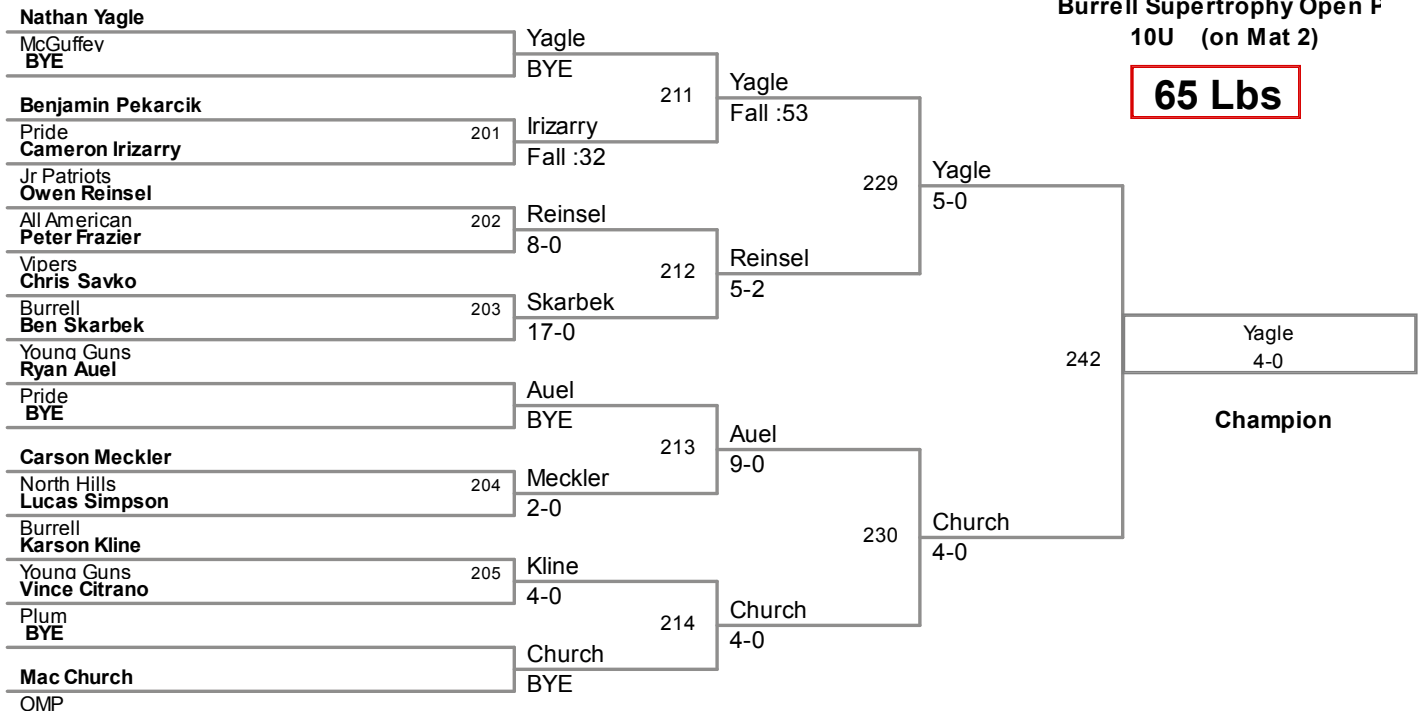 Burrell Supertrophy Open P
10U (on Mat 2)
65 Lbs
Nathan Yagle
McGuffey
BYE
Benjamin Pekarcik
Pride
Cameron Irizarry
Jr Patriots
Owen Reinsel
All American
Peter Frazier
Vipers
Chris Savko
Burrell
Ben Skarbek
Young Guns
Ryan Auel
Pride
BYE
Carson Meckler
North Hills
Lucas Simpson
Burrell
Karson Kline
Young Guns
Vince Citrano
Plum
BYE
Mac Church
OMP
201
202
203
204
205
Yagle
BYE
Irizarry
Fall :32
Reinsel
8-0
Skarbek
17-0
Auel
BYE
Meckler
2-0
Kline
4-0
Church
BYE
211
212
213
214
Yagle
Fall :53
Reinsel
5-2
Auel
9-0
Church
4-0
229
230
Yagle
5-0
Church
4-0
242
Yagle
4-0
Champion